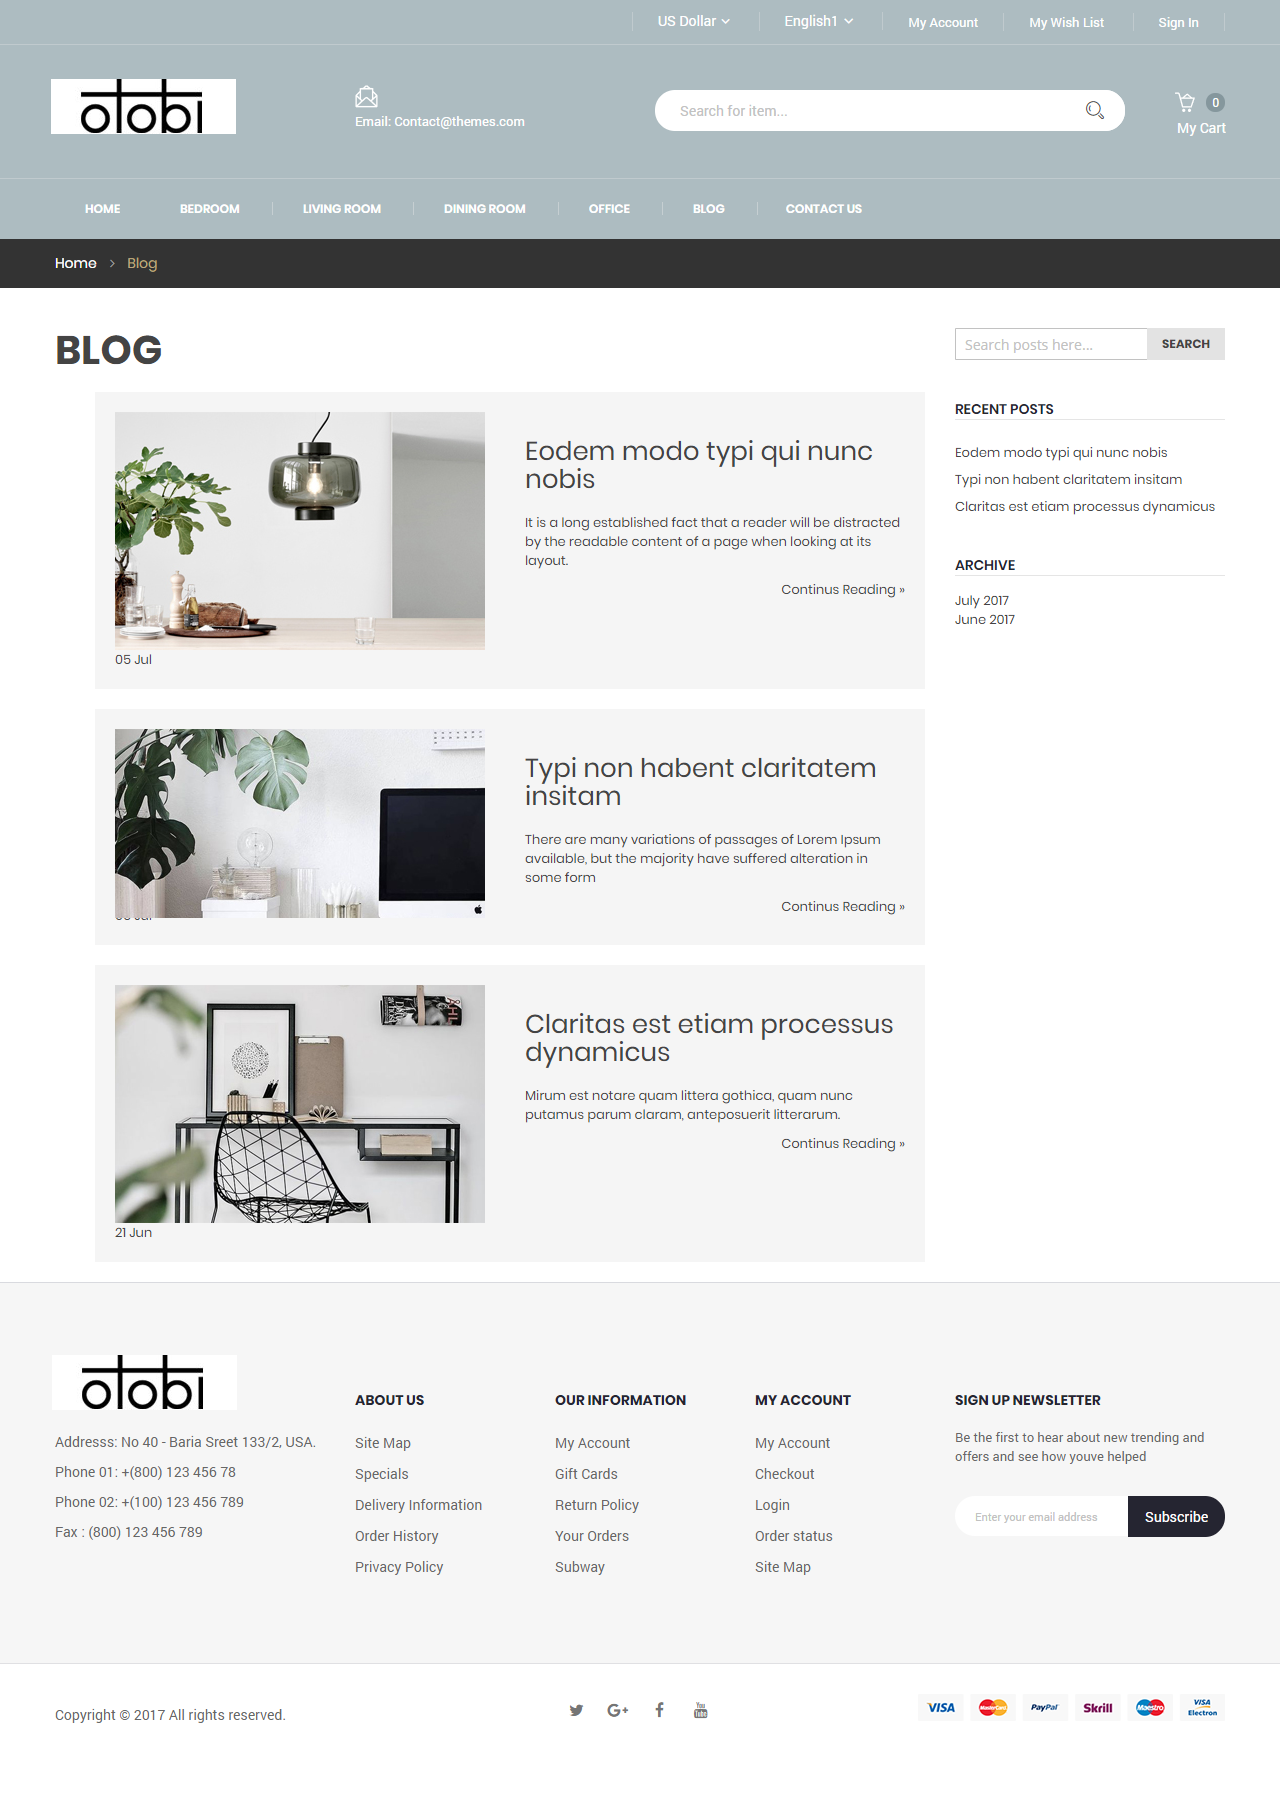 US Dollar
English1
My Account
My Wish List
Sign In
otobi
Email: Contact@themes.com
Search for item...
0
My Cart
HOME
BEDROOM
LIVING ROOM
DINING ROOM
OFFICE
BLOG
CONTACT US
Home
Blog
BLOG
Eodem modo typi qui nunc
nobis
It is a long established fact that a reader will be distracted
by the readable content of a page when looking at its
layout.
Continus Reading »
05 Jul
Typi non habent claritatem
insitam
There are many variations of passages of Lorem Ipsum
available, but the majority have suffered alteration in
some form
Continus Reading »
Claritas est etiam processus
dynamicus
Mirum est notare quam littera gothica, quam nunc
putamus parum claram, anteposuerit litterarum.
Continus Reading »
21 Jun
Search posts here...
SEARCH
RECENT POSTS
Eodem modo typi qui nunc nobis
Typi non habent claritatem insitam
Claritas est etiam processus dynamicus
ARCHIVE
July 2017
June 2017
otobi
Addresss: No 40 - Baria Sreet 133/2, USA.
Phone 01: +(800) 123 456 78
Phone 02: +(100) 123 456 789
Fax : (800) 123 456 789
ABOUT US
Site Map
Specials
Delivery Information
Order History
Privacy Policy
OUR INFORMATION
My Account
Gift Cards
Return Policy
Your Orders
Subway
MY ACCOUNT
My Account
Checkout
Login
Order status
Site Map
SIGN UP NEWSLETTER
Be the first to hear about new trending and
offers and see how youve helped
Enter your email address
Subscribe
Copyright © 2017 All rights reserved.
G+
f
You
Tube
VISA
MasterCard
PayPal
Skrill
Maestro
VISA
Electron